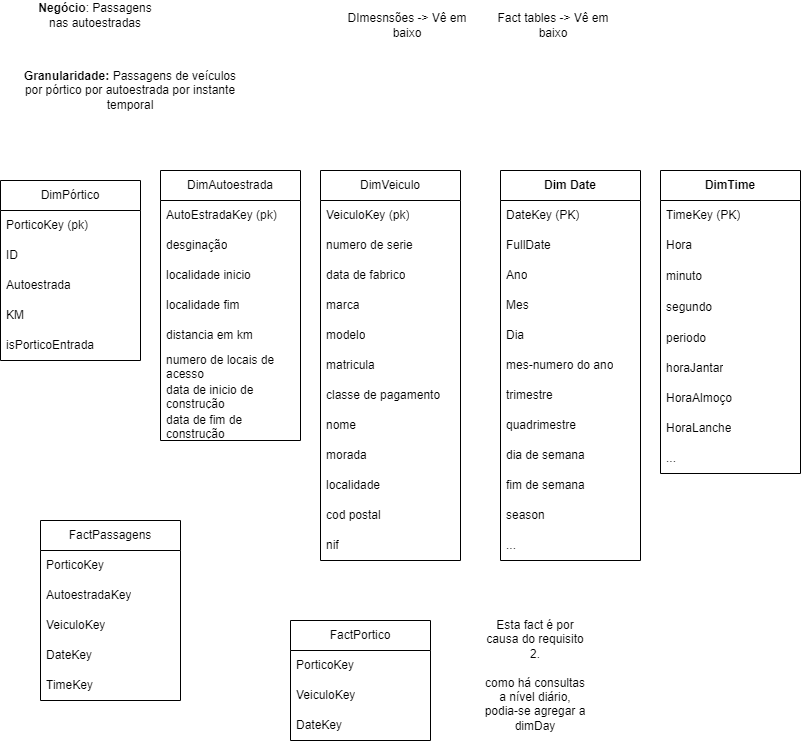 Negócio: Passagens
nas autoestradas
DImesnsões -> Vê em
baixo
Fact tables -> Vê em
baixo
Granularidade: Passagens de veículos
por pórtico por autoestrada por instante
temporal
DimPórtico
PorticoKey (pk)
ID
Autoestrada
KM
isPorticoEntrada
DimAutoestrada
AutoEstradaKey (pk)
desginação
localidade inicio
localidade fim
distancia em km
numero de locais de
acesso
data de inicio de
construção
data de fim de
construção
DimVeiculo
VeiculoKey (pk)
numero de serie
data de fabrico
marca
modelo
matricula
classe de pagamento
nome
morada
localidade
cod postal
nif
Dim Date
DateKey (PK)
FullDate
Ano
Mes
Dia
mes-numero do ano
trimestre
quadrimestre
dia de semana
fim de semana
season
...
DimTime
TimeKey (PK)
Hora
minuto
segundo
periodo
horaJantar
HoraAlmoço
HoraLanche
...
FactPassagens
PorticoKey
AutoestradaKey
VeiculoKey
DateKey
TimeKey
FactPortico
PorticoKey
VeiculoKey
DateKey
Esta fact é por
causa do requisito
2.
como há consultas
a nível diário,
podia-se agregar a
dimDay